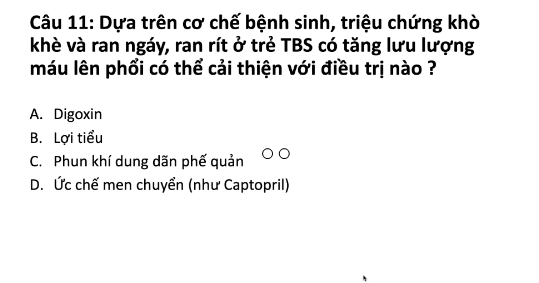 Câu 11: Dựa trên cơ chế bệnh sinh, triệu chứng khò
khè và ran ngáy, ran rít ở trẻ TBS có tăng lưu lượng
máu lên phổi có thể cải thiện với điều trị nào ?
A. Digoxin
B. Lợi tiểu
C. Phun khí dung dãn phế quản
D. Ức chế men chuyển (như Captopril)